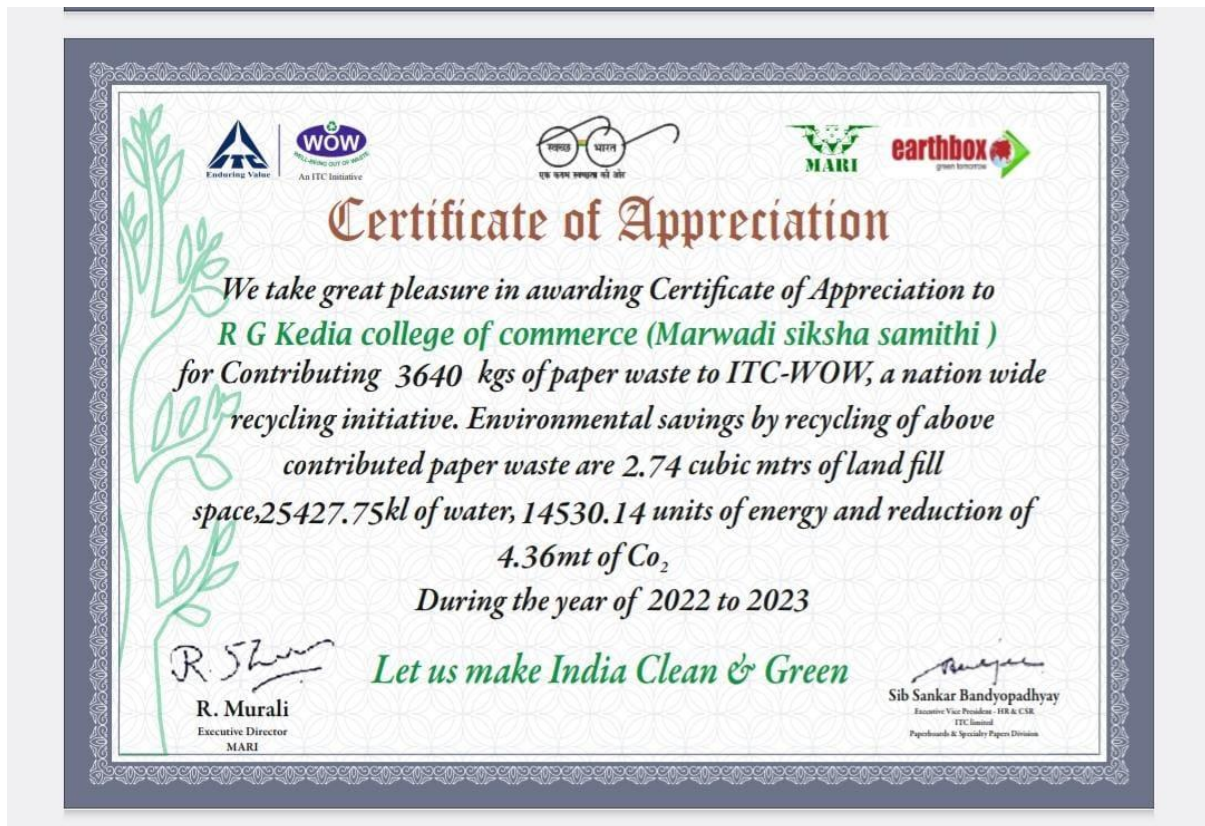 ITC
Enduring Value
WOW
WELL-BEING OUT OF WASTE
An ITC Initiative
स्वच्छ भारत
एक कदम स्वच्छता की ओर
MARI
earthbox
green tomorrow
Certificate of Appreciation
We take great pleasure in awarding Certificate of Appreciation to
R G Kedia college of commerce (Marwadi siksha samithi )
for Contributing 3640 kgs of paper waste to ITC-WOW, a nation wide
recycling initiative. Environmental savings by recycling of above
contributed paper waste are 2.74 cubic mtrs of land fill
space,25427.75kl of water, 14530.14 units of energy and reduction of
4.36mt of Co₂
During the year of 2022 to 2023
Let us make India Clean & Green
R. Murali
Executive Director
MARI
Sib Sankar Bandyopadhyay
Executive Vice President - HR & CSR
ITC limited
Paperboards & Specialty Papers Division